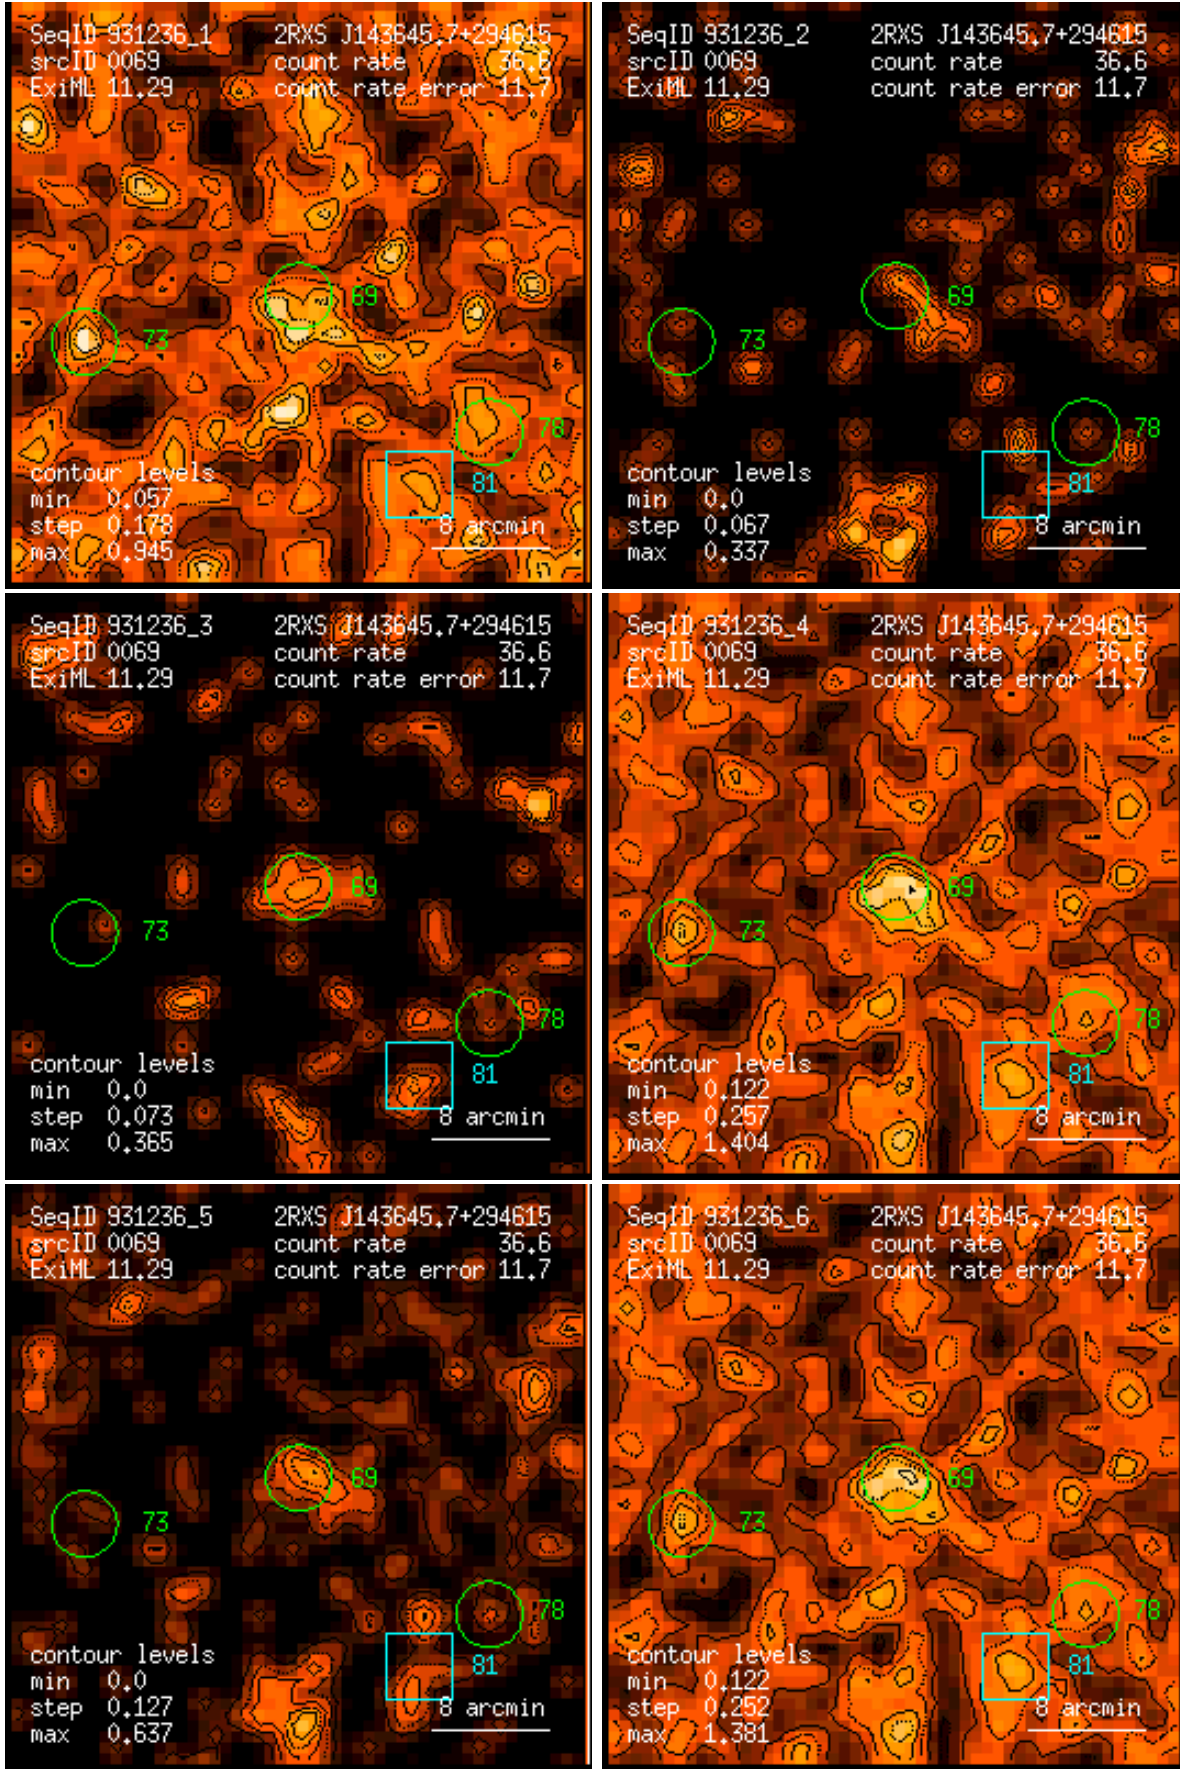 SeqID 931236_1 2RXS J143645.7+294615
srcID 0069 count rate 36.6
ExiML 11.29 count rate error 11.7
69
73
78
81
contour levels
min 0.057
step 0.178
max 0.945
8 arcmin
SeqID 931236_2 2RXS J143645.7+294615
srcID 0069 count rate 36.6
ExiML 11.29 count rate error 11.7
69
73
78
81
contour levels
min 0.0
step 0.067
max 0.337
8 arcmin
SeqID 931236_3 2RXS J143645.7+294615
srcID 0069 count rate 36.6
ExiML 11.29 count rate error 11.7
69
73
78
81
contour levels
min 0.0
step 0.073
max 0.365
8 arcmin
SeqID 931236_4 2RXS J143645.7+294615
srcID 0069 count rate 36.6
ExiML 11.29 count rate error 11.7
69
73
78
81
contour levels
min 0.122
step 0.257
max 1.404
8 arcmin
SeqID 931236_5 2RXS J143645.7+294615
srcID 0069 count rate 36.6
ExiML 11.29 count rate error 11.7
69
73
78
81
contour levels
min 0.0
step 0.127
max 0.637
8 arcmin
SeqID 931236_6 2RXS J143645.7+294615
srcID 0069 count rate 36.6
ExiML 11.29 count rate error 11.7
69
73
78
81
contour levels
min 0.122
step 0.252
max 1.381
8 arcmin